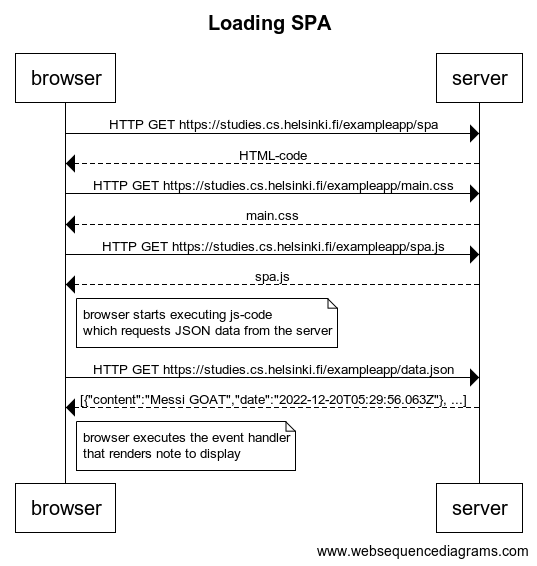 Loading SPA
browser
server
HTTP GET https://studies.cs.helsinki.fi/exampleapp/spa
HTML-code
HTTP GET https://studies.cs.helsinki.fi/exampleapp/main.css
main.css
HTTP GET https://studies.cs.helsinki.fi/exampleapp/spa.js
spa.js
browser starts executing js-code
which requests JSON data from the server
HTTP GET https://studies.cs.helsinki.fi/exampleapp/data.json
[{"content":"Messi GOAT","date":"2022-12-20T05:29:56.063Z"}, ...]
browser executes the event handler
that renders note to display
browser
server
www.websequencediagrams.com